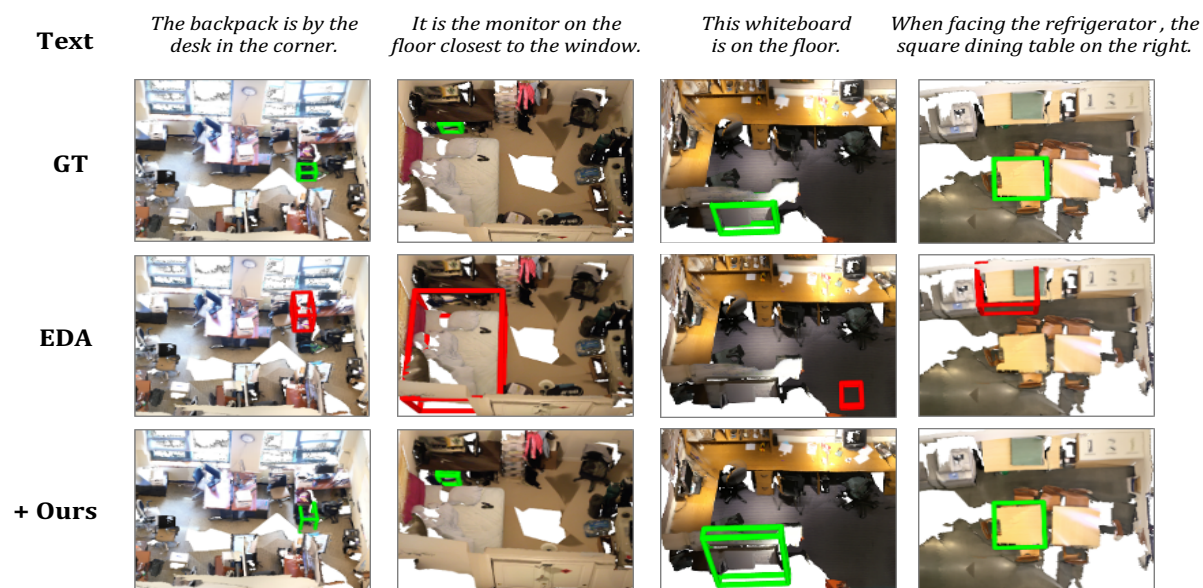 Text
The backpack is by the
desk in the corner.
It is the monitor on the
floor closest to the window.
This whiteboard
is on the floor.
When facing the refrigerator , the
square dining table on the right.
GT
EDA
+ Ours